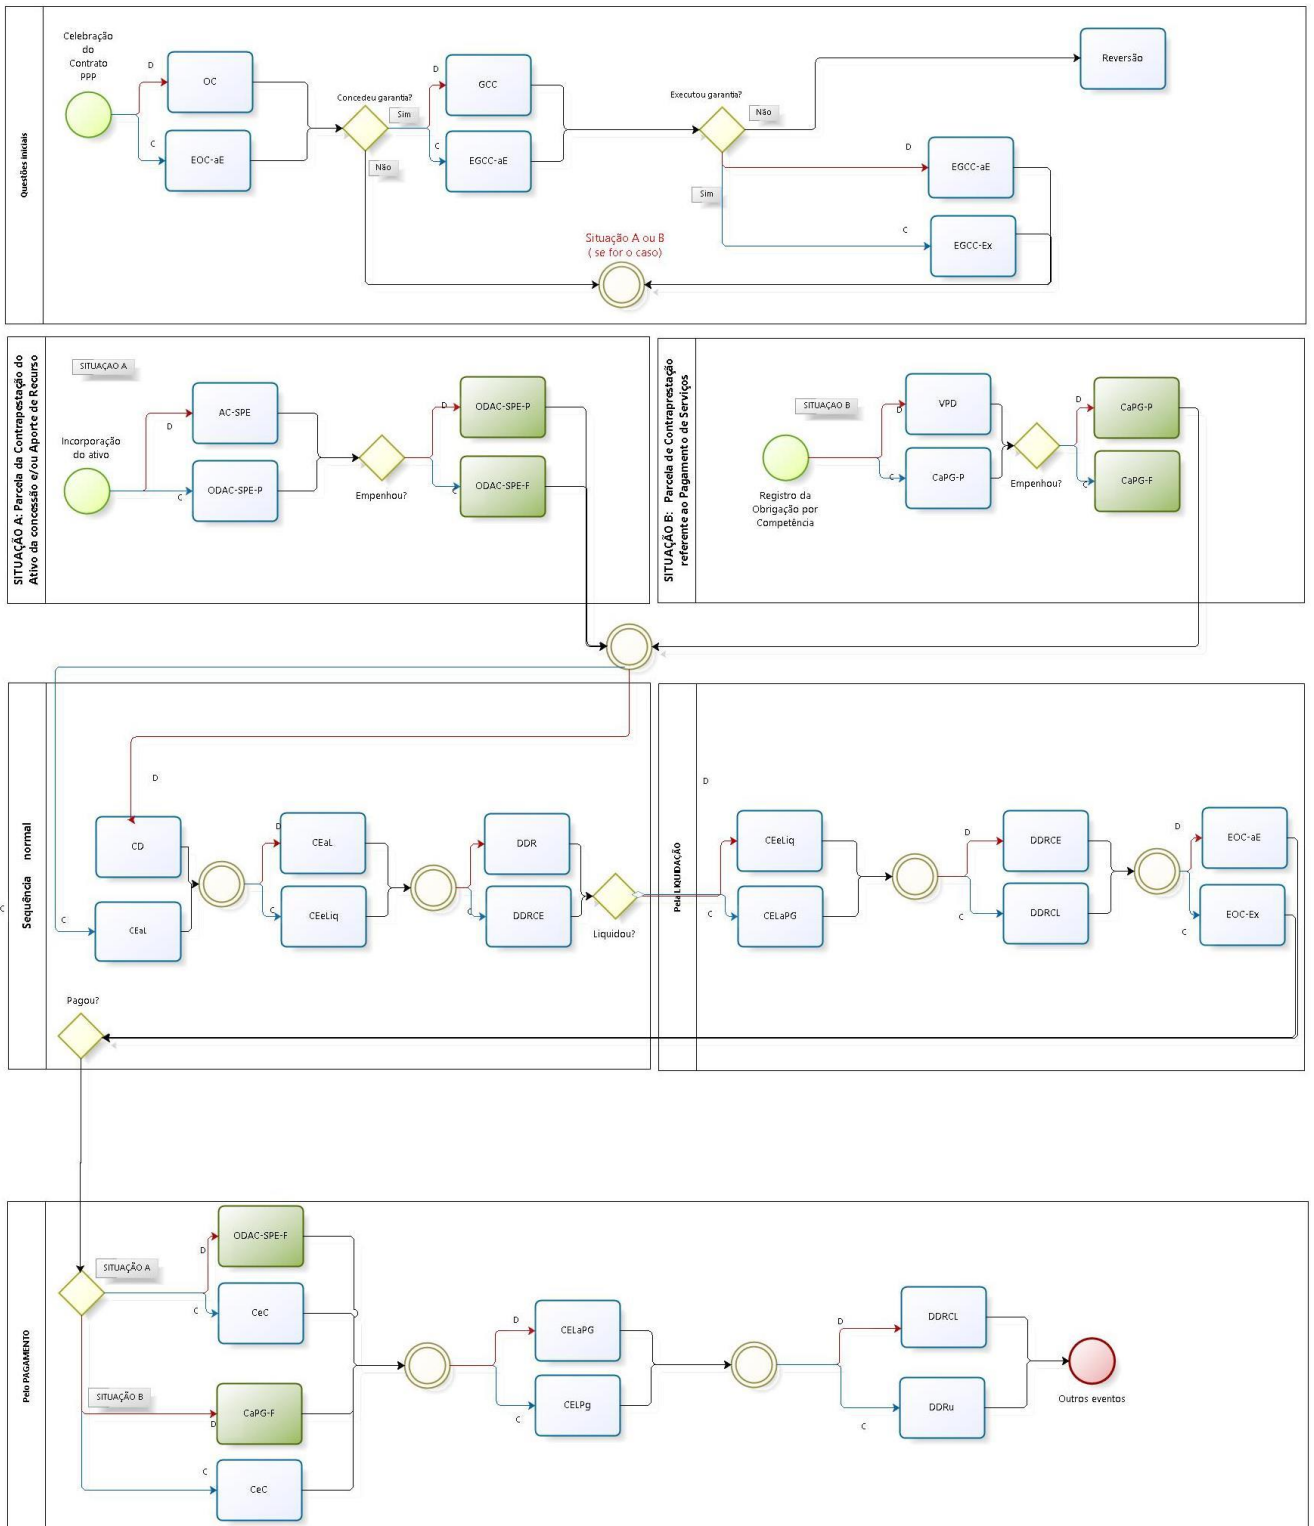 Questões iniciais
Celebração
do
Contrato
PPP
D
C
OC
EOC-aE
Concedeu garantia?
Sim
Não
D
C
GCC
EGCC-aE
Executou garantia?
Não
Sim
Reversão
D
C
EGCC-aE
EGCC-Ex
Situação A ou B
( se for o caso)
SITUAÇÃO A: Parcela da Contrapestação do
Ativo da concessão e/ou Aporte de Recurso
SITUAÇAO A
Incorporação
do ativo
D
C
AC-SPE
ODAC-SPE-P
Empenhou?
D
C
ODAC-SPE-P
ODAC-SPE-F
SITUAÇÃO B: Parcela de Contraprestação
referente ao Pagamento de Serviços
SITUAÇAO B
Registro da
Obrigação por
Competência
D
C
VPD
CaPG-P
Empenhou?
D
C
CaPG-P
CaPG-F
Sequência normal
D
C
C
CD
CEaL
D
C
CEaL
CEeLiq
C
DDR
DDRCE
Liquidou?
Pagou?
Pela LIQUIDAÇÃO
D
C
CEeLiq
CELaPG
D
C
DDRCE
DDRCL
D
C
EOC-aE
EOC-Ex
Pelo PAGAMENTO
SITUAÇÃO A
D
C
ODAC-SPE-F
CeC
SITUAÇÃO B
D
C
CaPG-F
CeC
D
C
CELaPG
CELPg
D
C
DDRCL
DDRu
Outros eventos